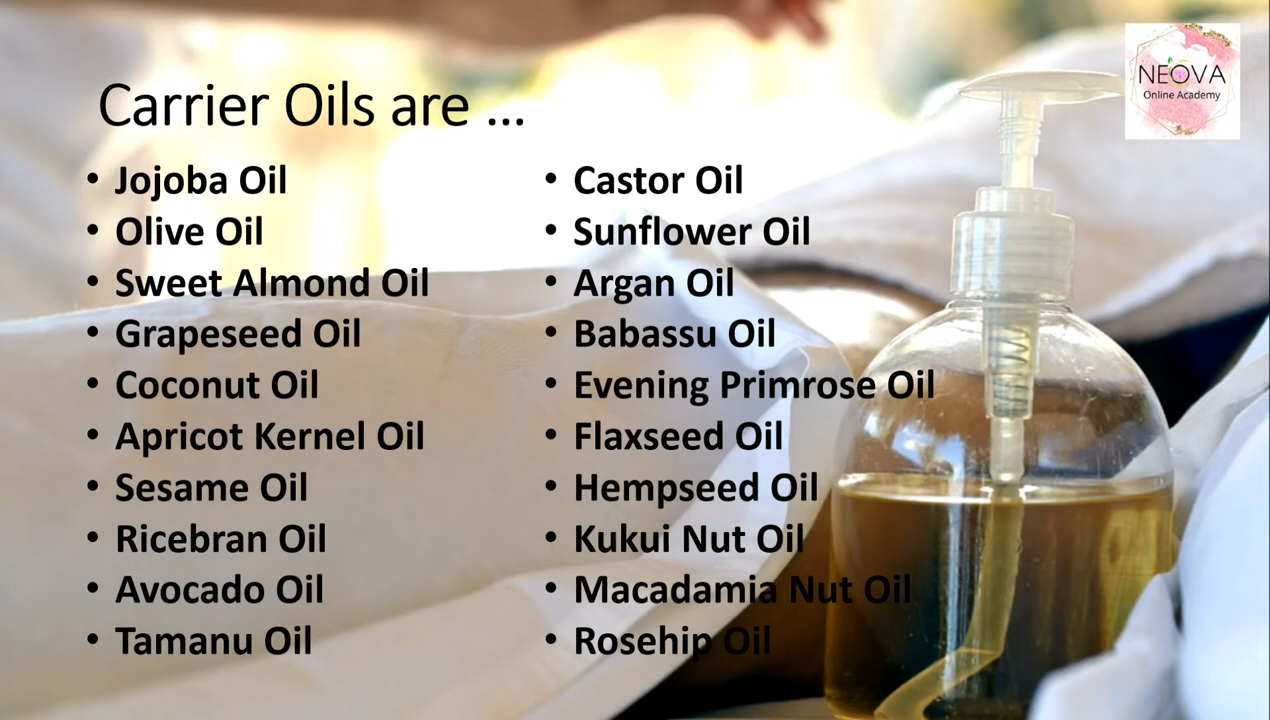 Carrier Oils are ...
• Jojoba Oil
• Olive Oil
• Sweet Almond Oil
• Grapeseed Oil
• Coconut Oil
• Apricot Kernel Oil
• Sesame Oil
• Ricebran Oil
• Avocado Oil
• Tamanu Oil
• Castor Oil
• Sunflower Oil
• Argan Oil
• Babassu Oil
• Evening Primrose Oil
• Flaxseed Oil
• Hempseed Oil
• Kukui Nut Oil
• Macadamia Nut Oil
• Rosehip Oil
NEOVA
Online Academy